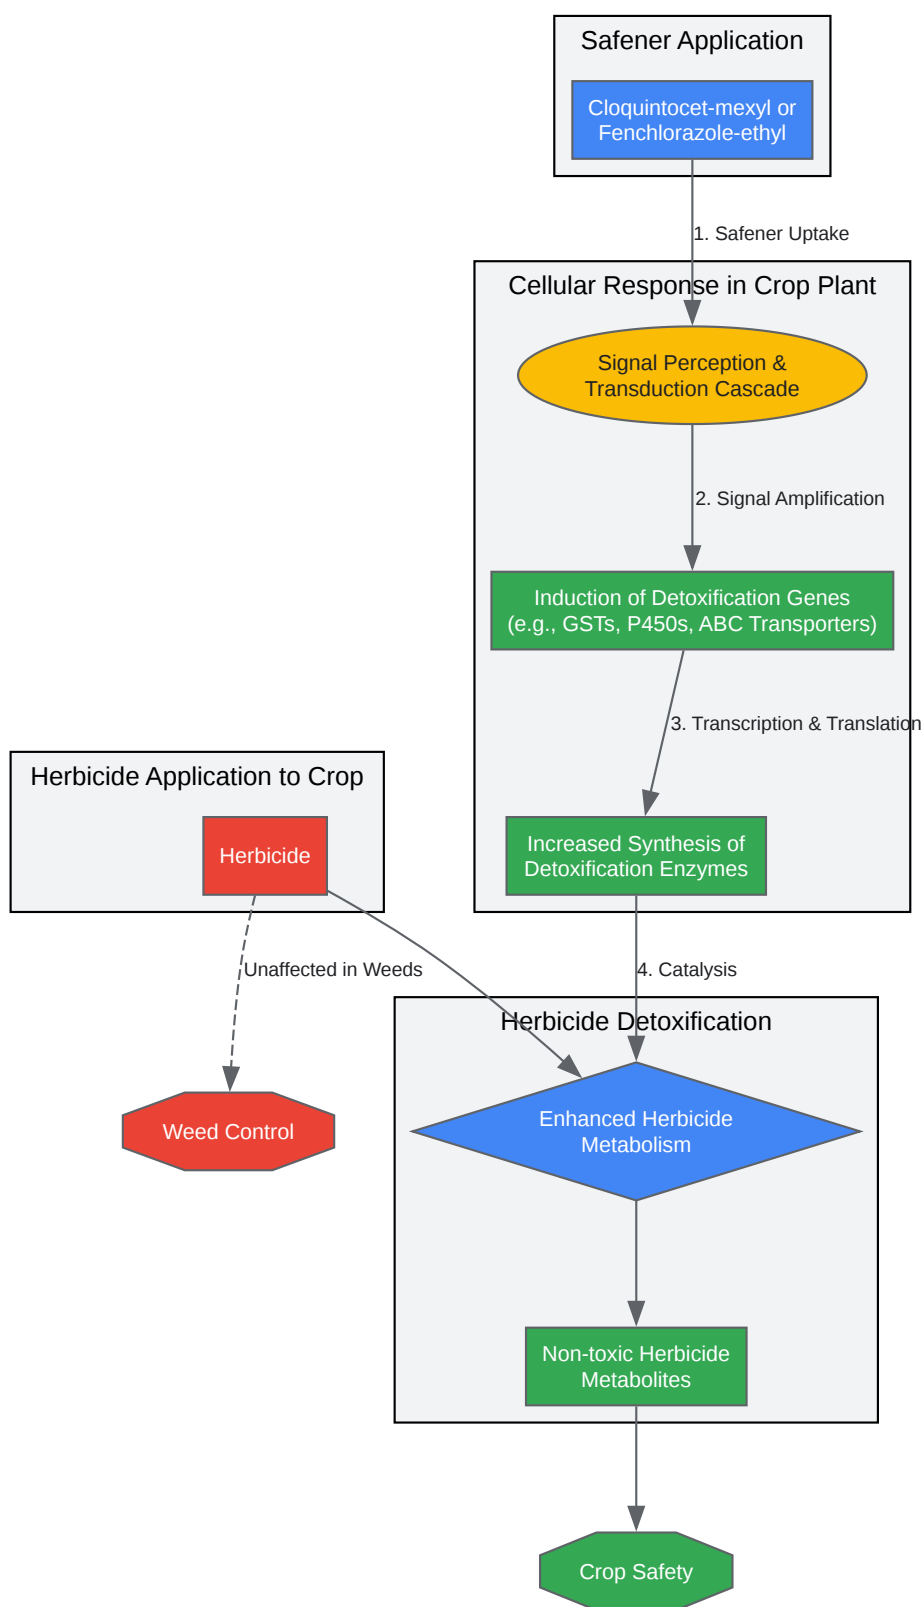 Safener Application
Cloquintocet-mexyl or
Fenchlorazole-ethyl
1. Safener Uptake
Cellular Response in Crop Plant
Signal Perception &
Transduction Cascade
2. Signal Amplification
Induction of Detoxification Genes
(e.g., GSTs, P450s, ABC Transporters)
3. Transcription & Translation
Herbicide Application to Crop
Herbicide
Increased Synthesis of
Detoxification Enzymes
Unaffected in Weeds
4. Catalysis
Herbicide Detoxification
Weed Control
Enhanced Herbicide
Metabolism
Non-toxic Herbicide
Metabolites
Crop Safety